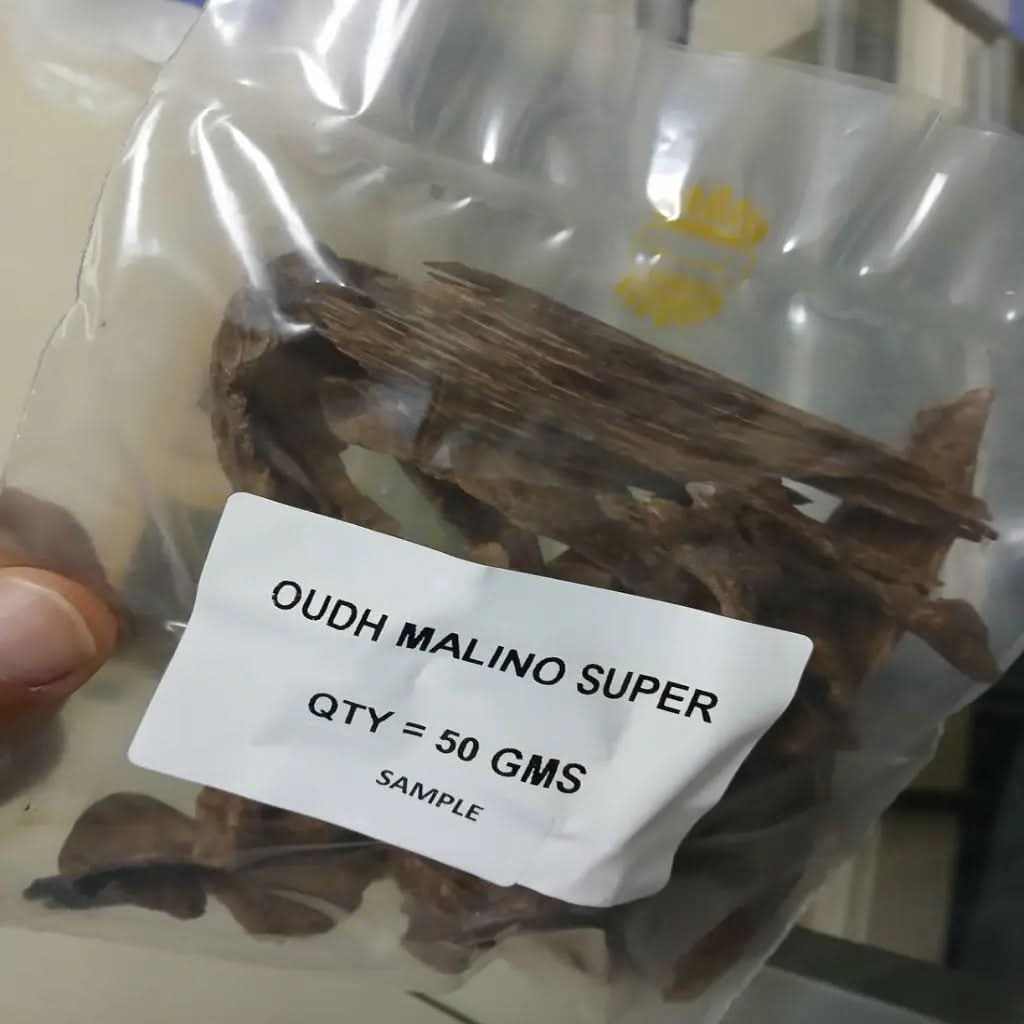 OUDH MALINO SUPER
QTY = 50 GMS
SAMPLE